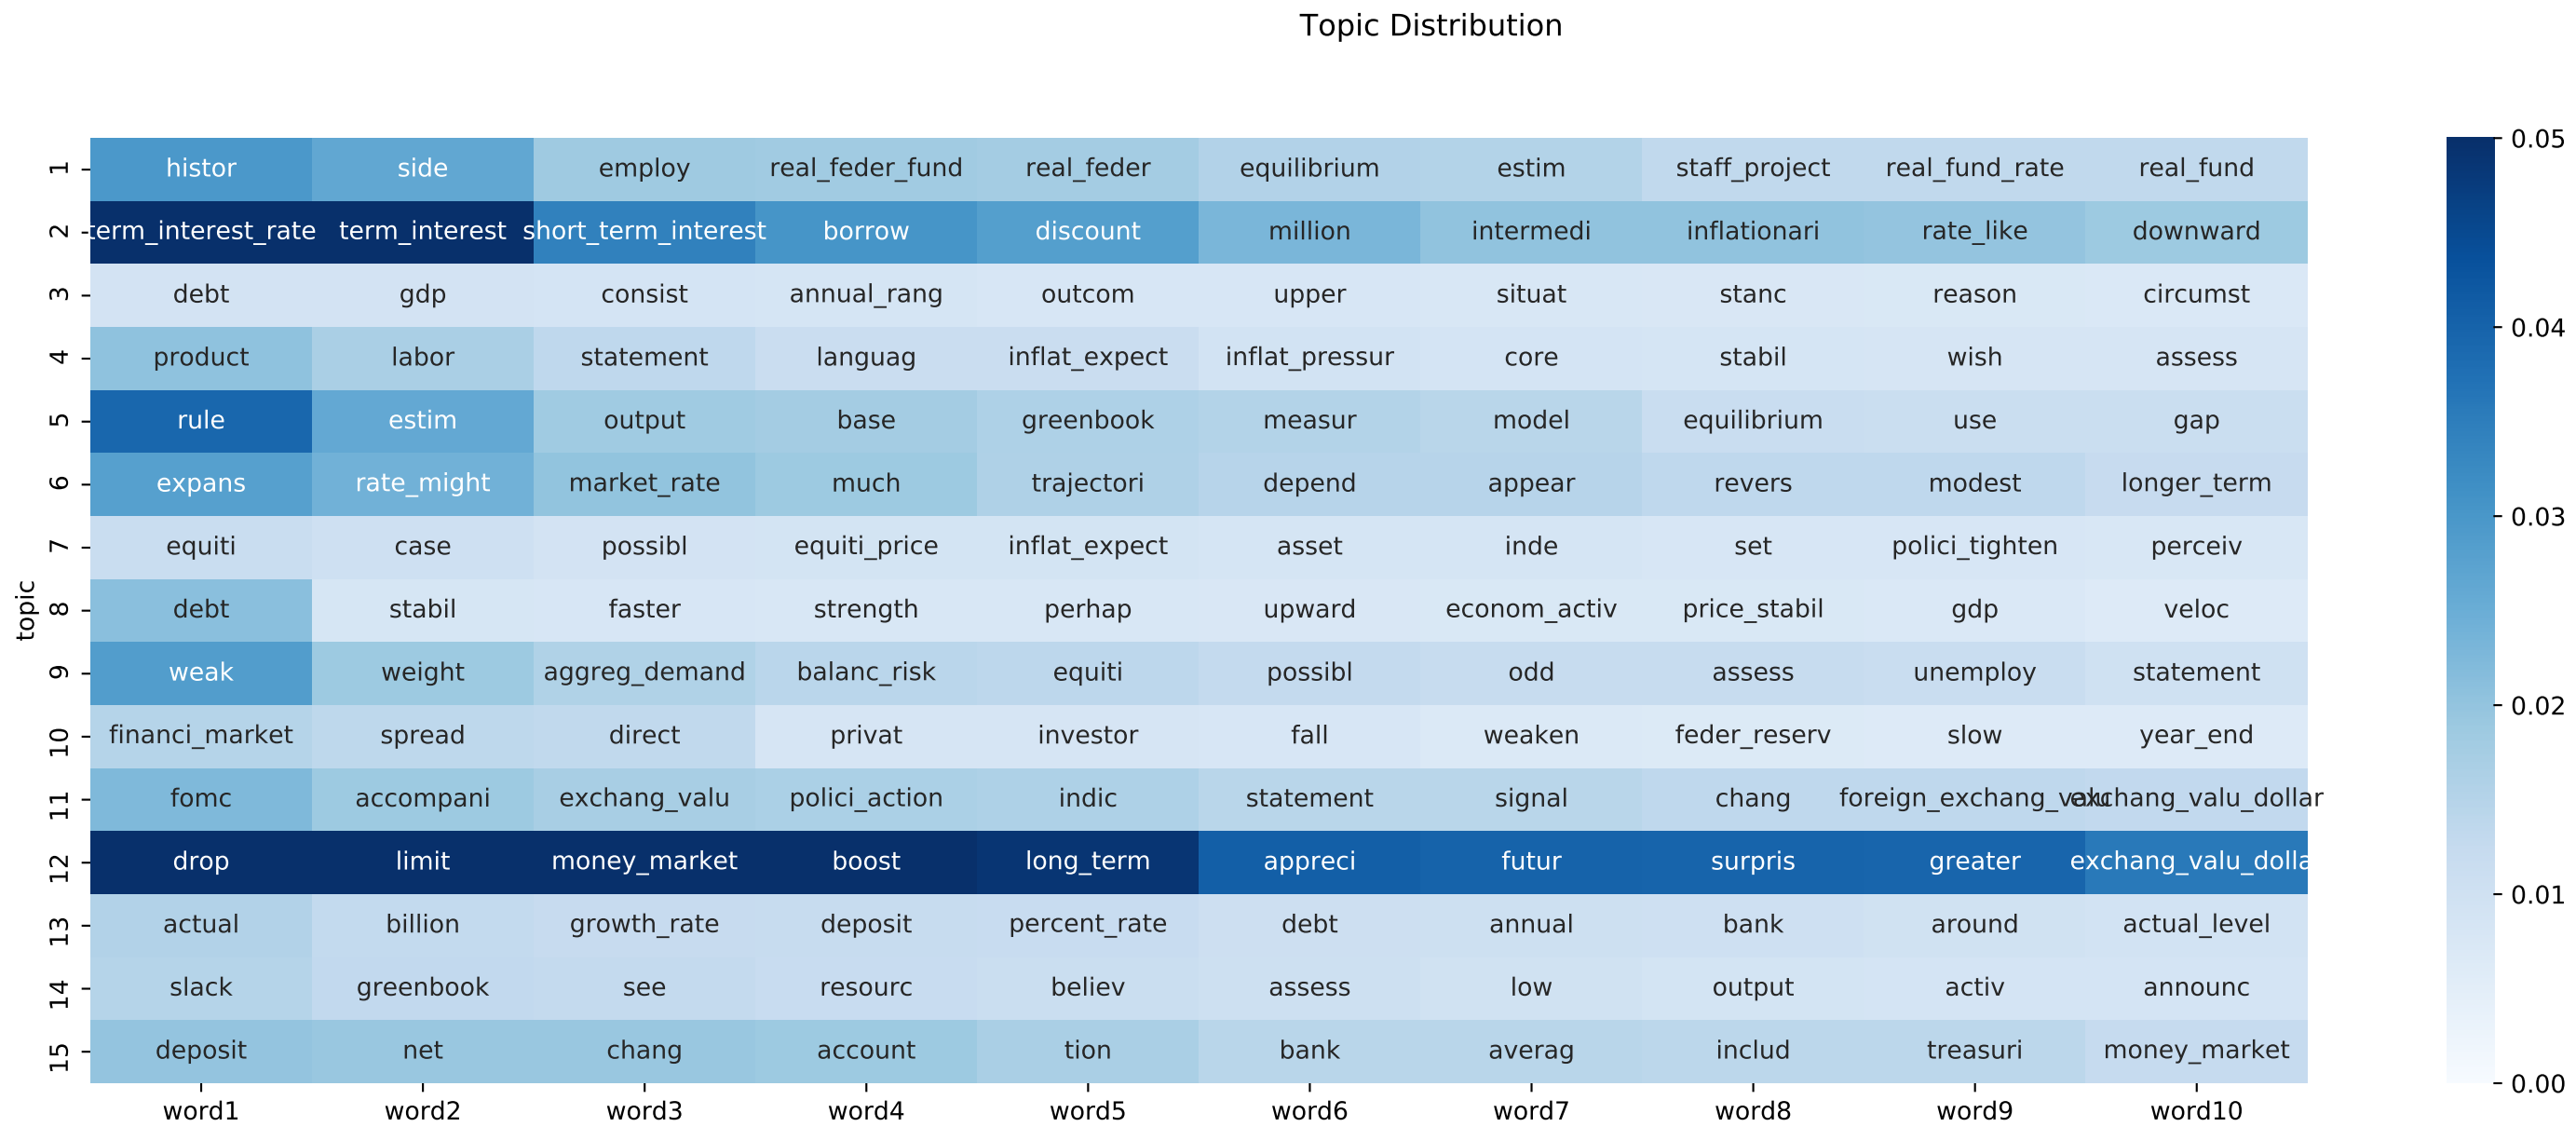 Topic Distribution
1 histor side employ real_feder_fund real_feder equilibrium estim staff_project real_fund_rate real_fund
2 term_interest_rate term_interest short_term_interest borrow discount million intermedi inflationari rate_like downward
3 debt gdp consist annual_rang outcom upper situat stanc reason circumst
4 product labor statement languag inflat_expect inflat_pressur core stabil wish assess
5 rule estim output base greenbook measur model equilibrium use gap
6 expans rate_might market_rate much trajectori depend appear revers modest longer_term
7 equiti case possibl equiti_price inflat_expect asset inde set polici_tighten perceiv
8 debt stabil faster strength perhap upward econom_activ price_stabil gdp veloc
9 weak weight aggreg_demand balanc_risk equiti possibl odd assess unemploy statement
10 financi_market spread direct privat investor fall weaken feder_reserv slow year_end
11 fomc accompani exchang_valu polici_action indic statement signal chang foreign_exchang_valu exchang_valu_dollar
12 drop limit money_market boost long_term appreci futur surpris greater exchang_valu_dolla
13 actual billion growth_rate deposit percent_rate debt annual bank around actual_level
14 slack greenbook see resourc believ assess low output activ announc
15 deposit net chang account tion bank averag includ treasuri money_market
word1 word2 word3 word4 word5 word6 word7 word8 word9 word10
topic
0.05
0.04
0.03
0.02
0.01
0.00